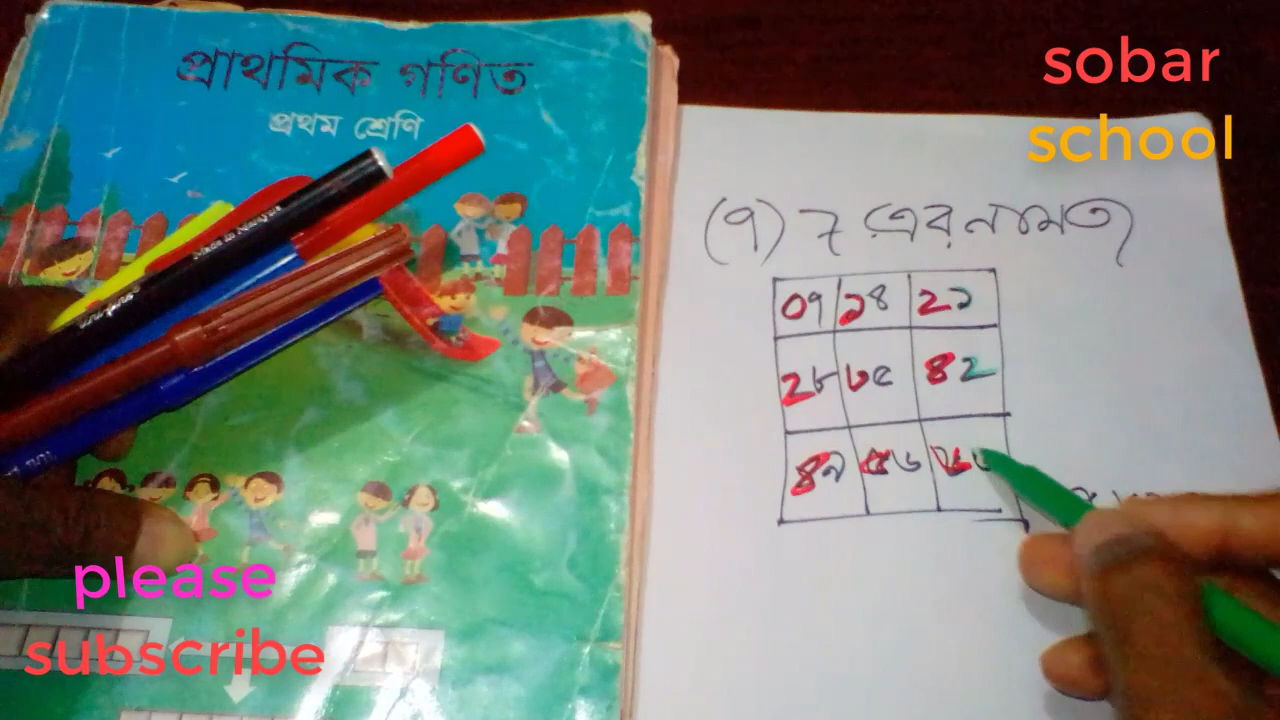 প্রাথমিক গণিত
প্রথম শ্রেণি
sobar
school
(৭) 7 এর নামতা
০৭ ১৪ ২১
২৮ ৩৫ ৪২
৪৯ ৫৬ ৬৩
please
subscribe